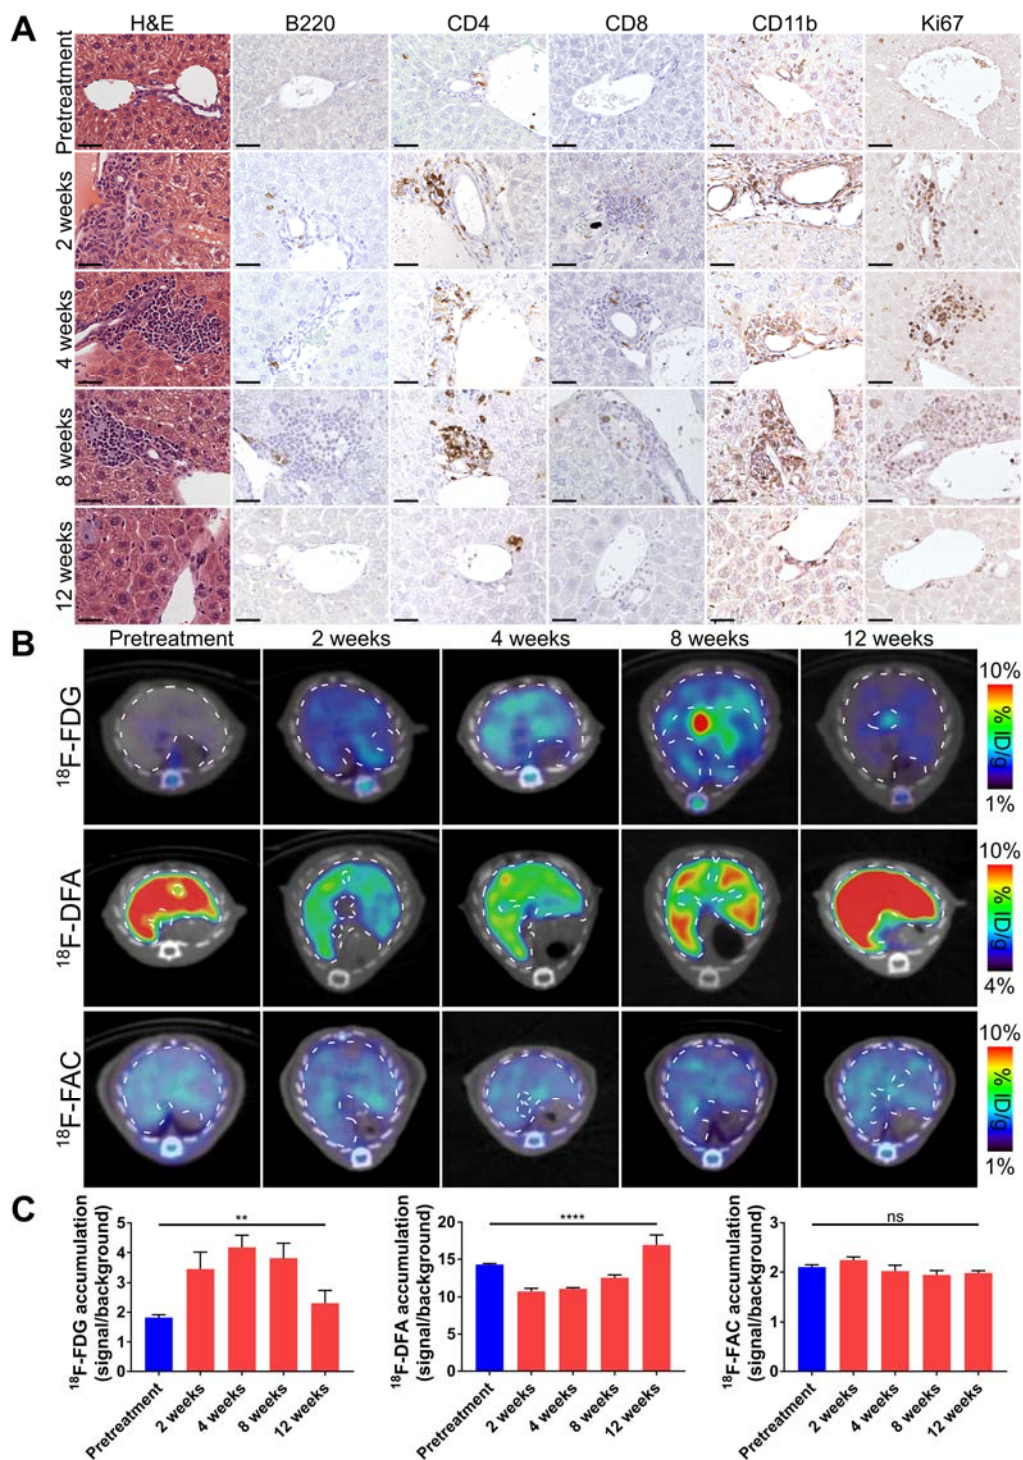 A
H&E B220 CD4 CD8 CD11b Ki67
Pretreatment
2 weeks
4 weeks
8 weeks
12 weeks
B
Pretreatment 2 weeks 4 weeks 8 weeks 12 weeks
18F-FDG
10%
% ID/g
1%
18F-DFA
10%
% ID/g
4%
18F-FAC
10%
% ID/g
1%
C
18F-FDG accumulation
(signal/background)
5
4
3
2
1
0
**
Pretreatment
2 weeks
4 weeks
8 weeks
12 weeks
18F-DFA accumulation
(signal/background)
20
15
10
5
0
****
Pretreatment
2 weeks
4 weeks
8 weeks
12 weeks
18F-FAC accumulation
(signal/background)
3
2
1
0
ns
Pretreatment
2 weeks
4 weeks
8 weeks
12 weeks